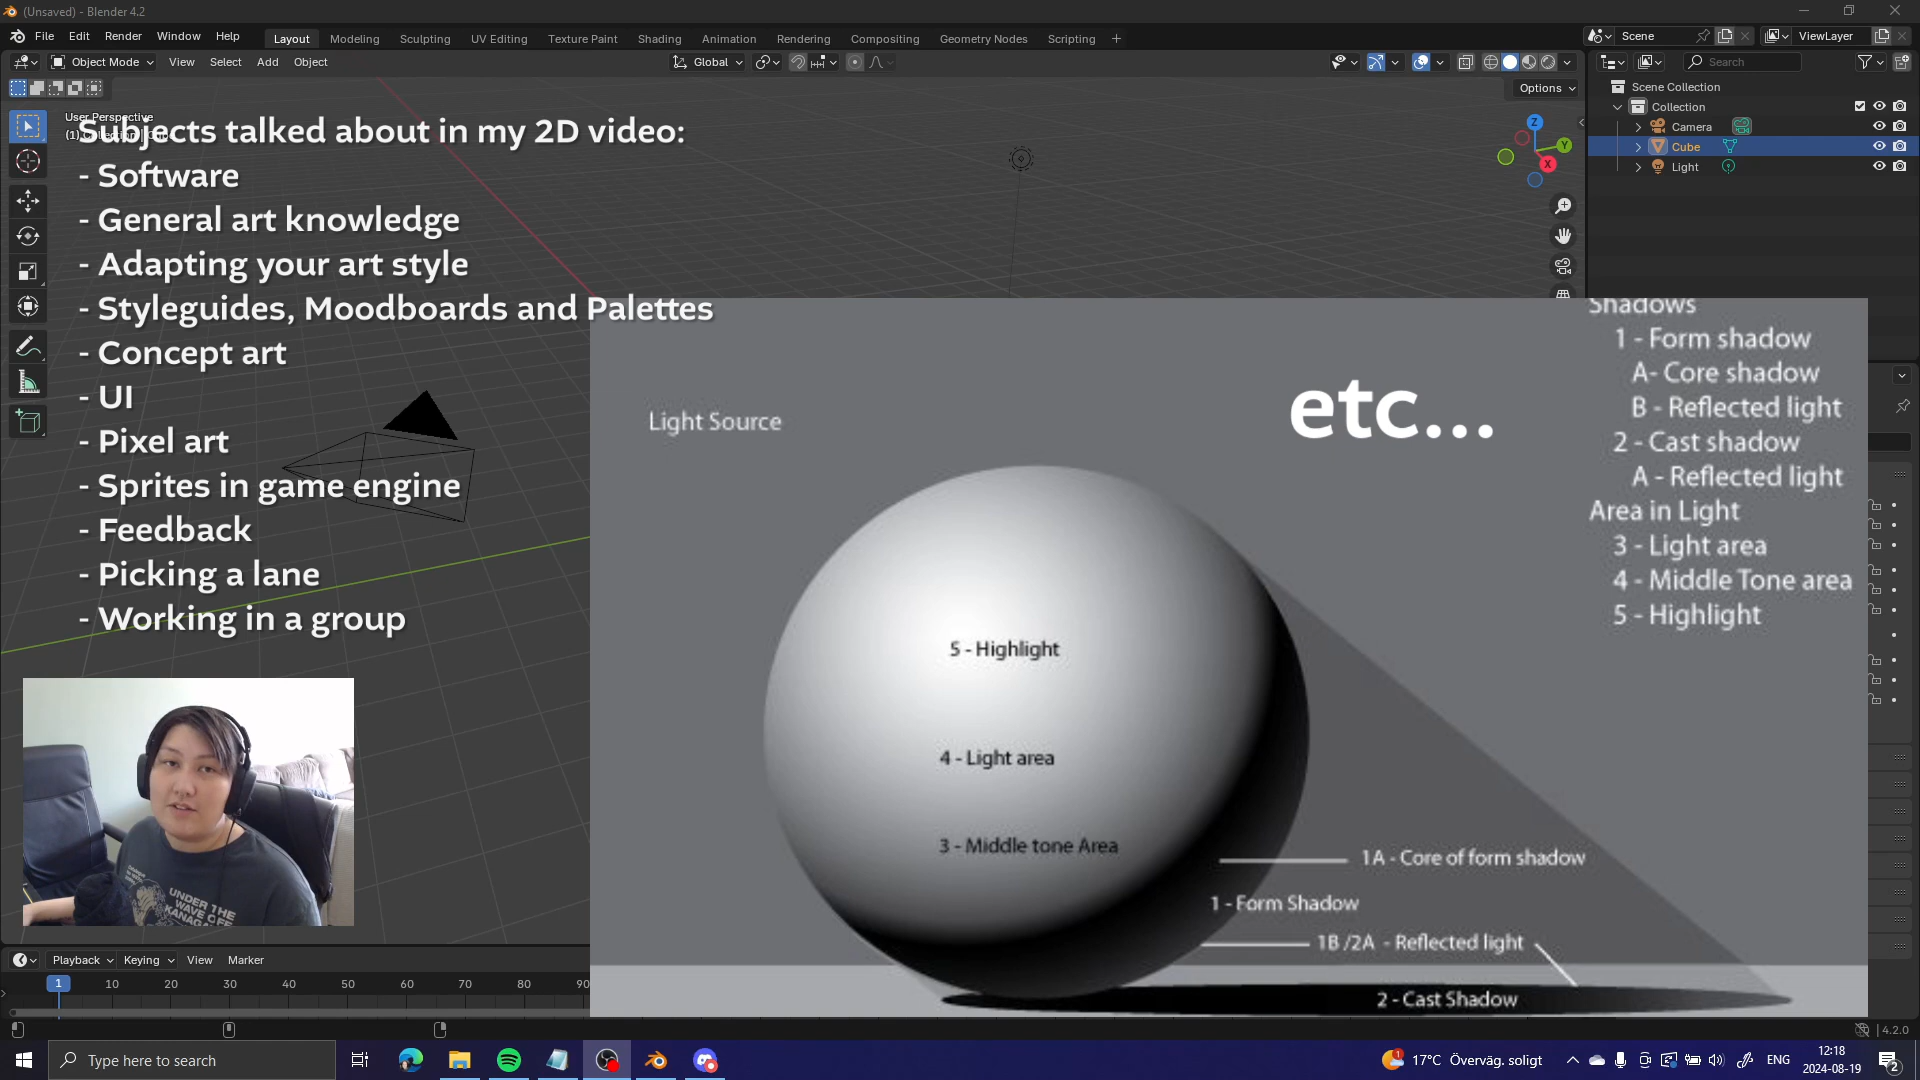 (Unsaved) - Blender 4.2
File Edit Render Window Help
Layout Modeling Sculpting UV Editing Texture Paint Shading Animation Rendering Compositing Geometry Nodes Scripting +
Scene
ViewLayer
Object Mode View Select Add Object
Global
Search
Options
Scene Collection
Collection
Camera
Cube
Light
User Perspective
Z
Y
X
Subjects talked about in my 2D video:
- Software
- General art knowledge
- Adapting your art style
- Styleguides, Moodboards and Palettes
- Concept art
- UI
- Pixel art
- Sprites in game engine
- Feedback
- Picking a lane
- Working in a group
Light Source
etc...
Shadows
1 - Form shadow
A- Core shadow
B - Reflected light
2 - Cast shadow
A - Reflected light
Area in Light
3 - Light area
4 - Middle Tone area
5 - Highlight
5 - Highlight
4 - Light area
3 - Middle tone Area
1A - Core of form shadow
1 - Form Shadow
1B /2A - Reflected light
2 - Cast Shadow
UNDER THE
WAVE OFF
KANAGA
Playback Keying View Marker
1 10 20 30 40 50 60 70 80
4.2.0
Type here to search
17°C Överväg. soligt
ENG
12:18
2024-08-19
2